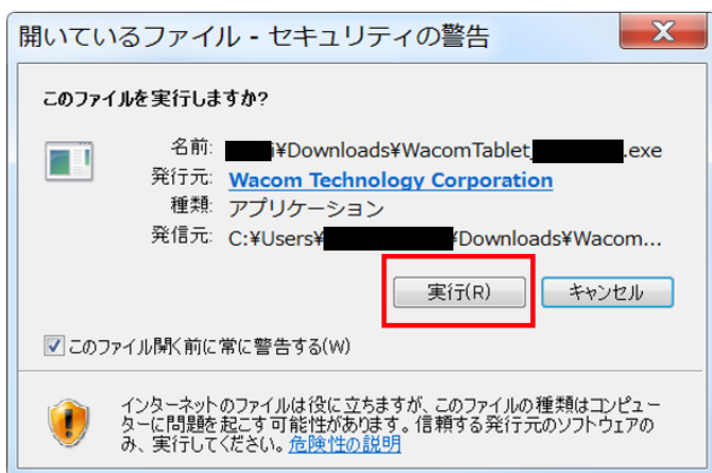 開いているファイル - セキュリティの警告
このファイルを実行しますか?
名前: i¥Downloads¥WacomTablet_ .exe
発行元: Wacom Technology Corporation
種類: アプリケーション
発信元: C:¥Users¥ ¥Downloads¥Wacom...
実行(R) キャンセル
このファイル開く前に常に警告する(W)
インターネットのファイルは役に立ちますが、このファイルの種類はコンピュー
ターに問題を起こす可能性があります。信頼する発行元のソフトウェアの
み、実行してください。危険性の説明